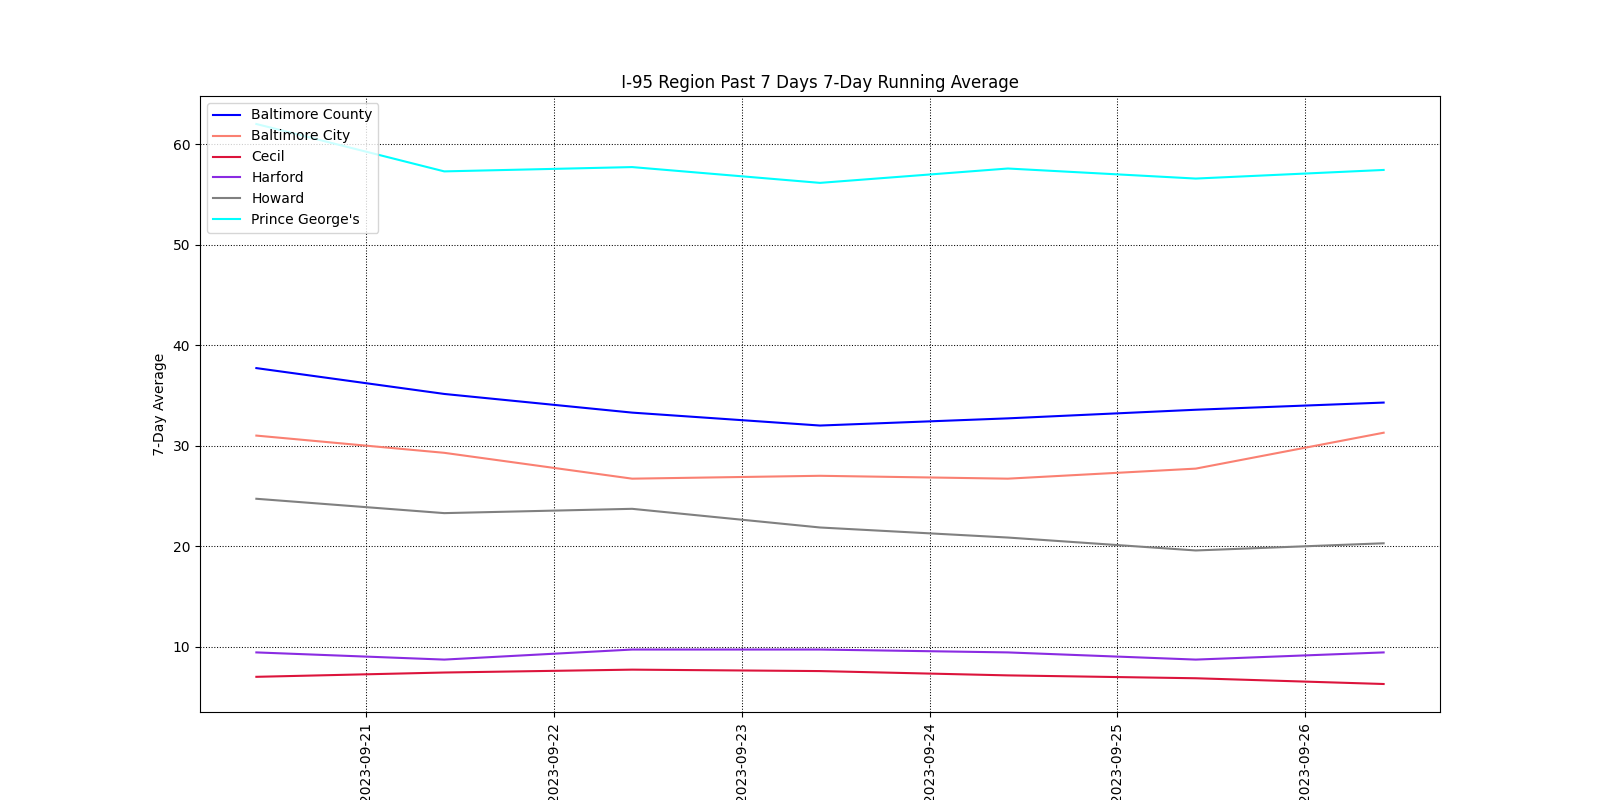 I-95 Region Past 7 Days 7-Day Running Average
Baltimore County
Baltimore City
Cecil
Harford
Howard
Prince George's
7-Day Average
60
50
40
30
20
10
2023-09-21
2023-09-22
2023-09-23
2023-09-24
2023-09-25
2023-09-26